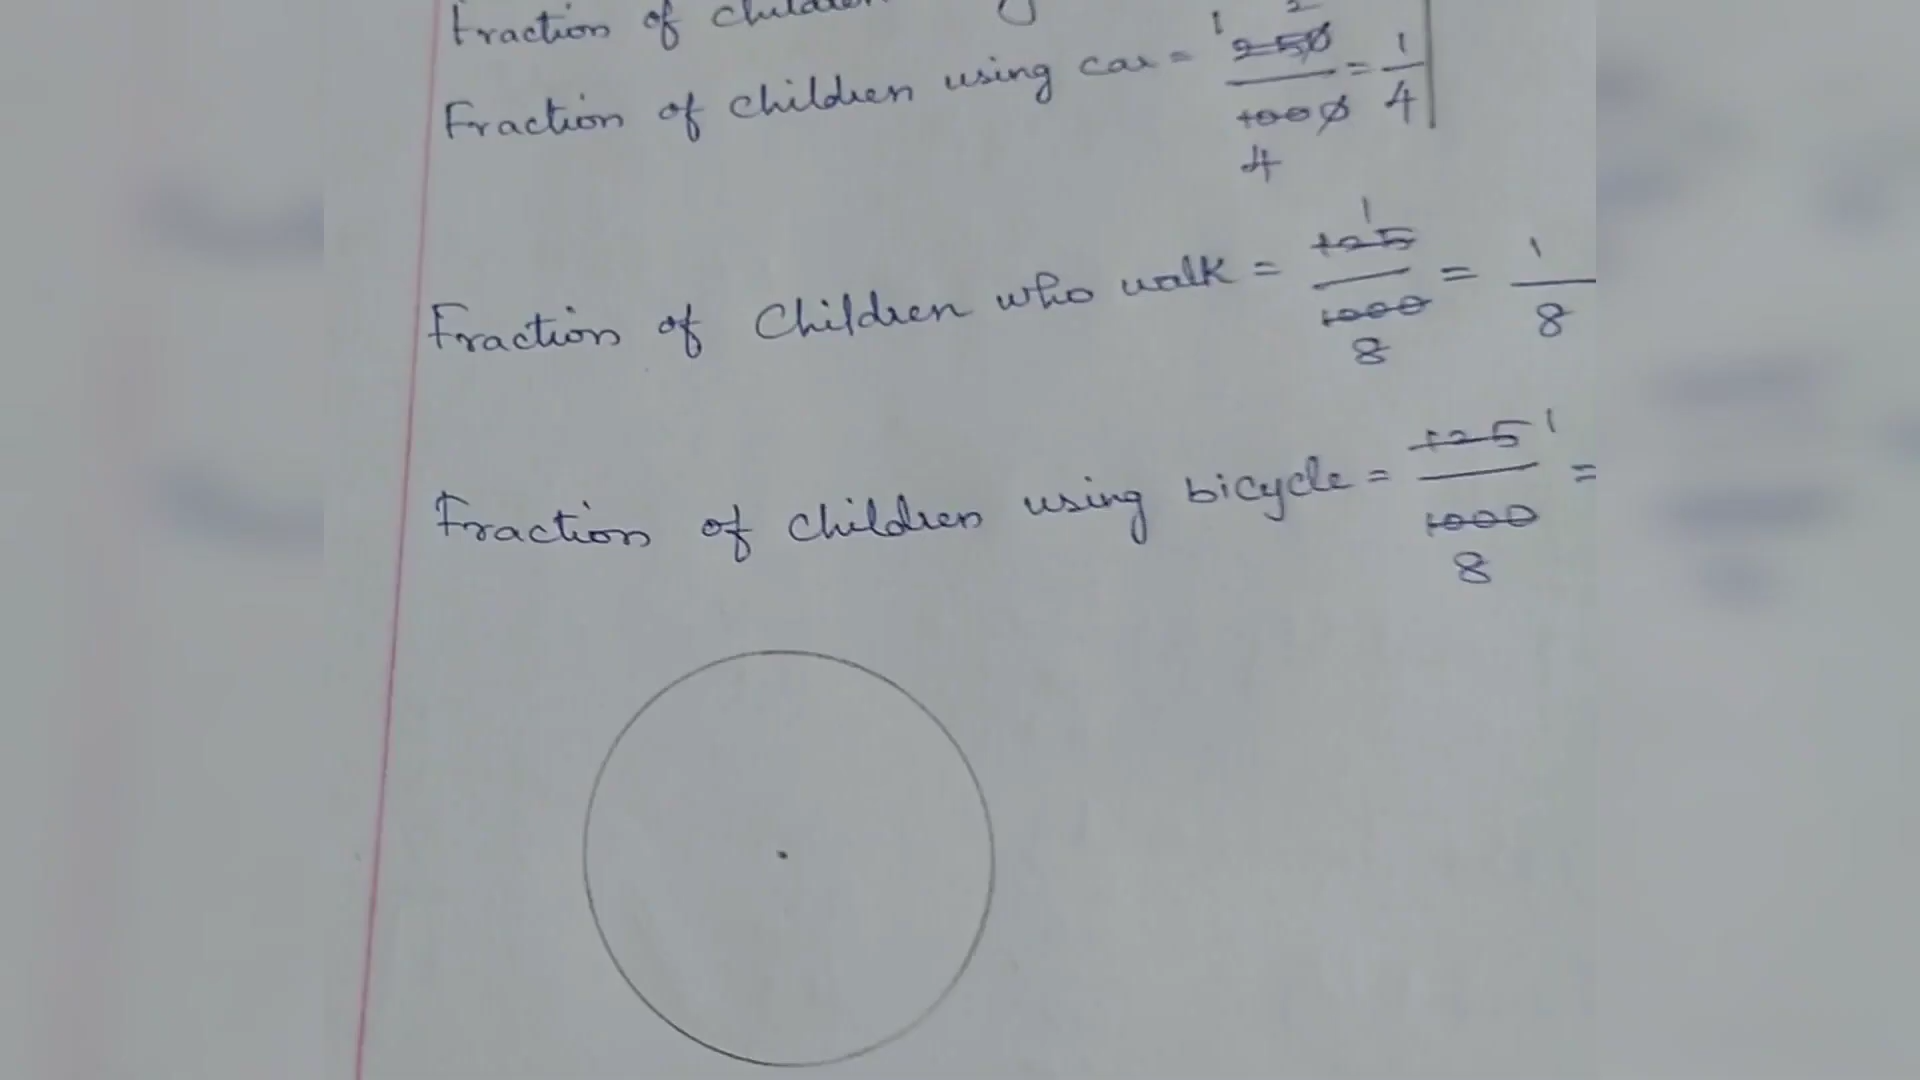 Fraction of children
Fraction of children using car = 250/1000 = 1/4
Fraction of Children who walk = 125/1000 = 1/8
Fraction of children using bicycle = 125/1000 =